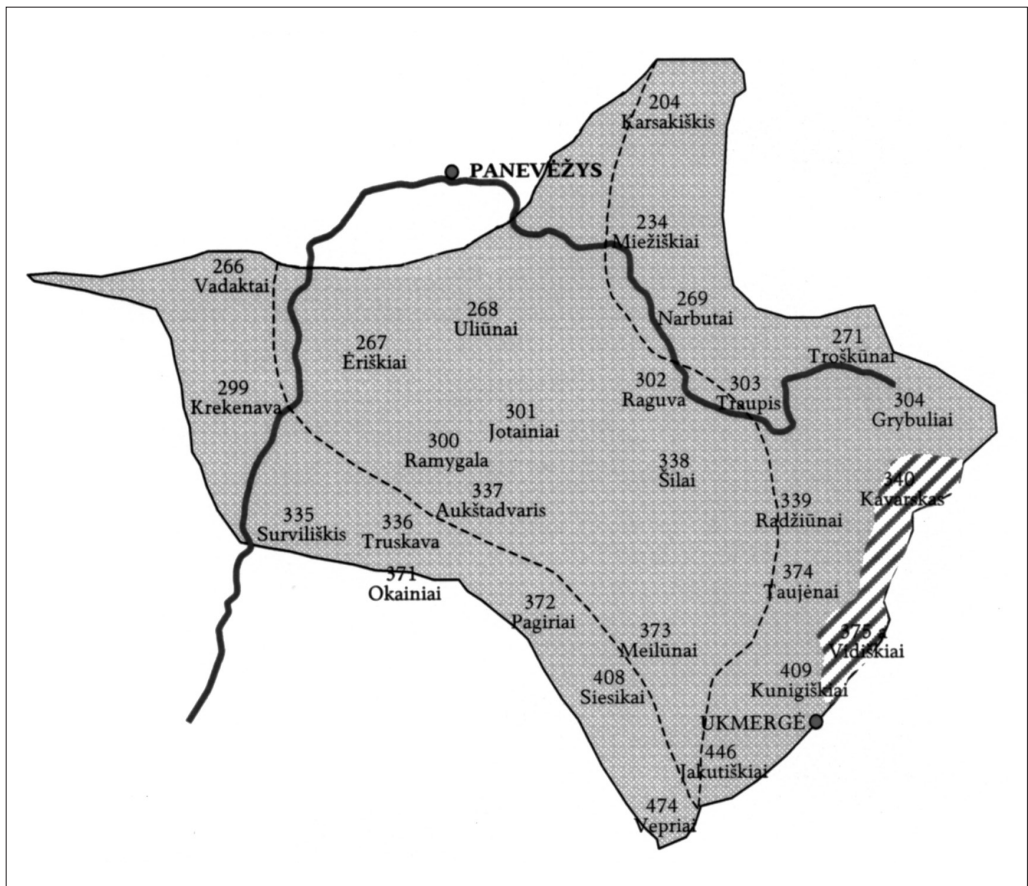 204
Karsakiškis
PANEVĖŽYS
234
Miežiškiai
266
Vadaktai
268
Uliūnai
269
Narbutai
267
Ėriškiai
271
Troškūnai
299
Krekenava
302
Raguva
303
Traupis
304
Grybuliai
301
Jotainiai
300
Ramygala
338
Šilai
340
Kavarskas
337
Aukštadvaris
339
Radžiūnai
335
Surviliškis
336
Truskava
371
Okainiai
374
Taujėnai
372
Pagiriai
373
Meilūnai
375 a
Vidiškiai
408
Siesikai
409
Kunigiškiai
UKMERGĖ
446
Jakutiškiai
474
Vepriai